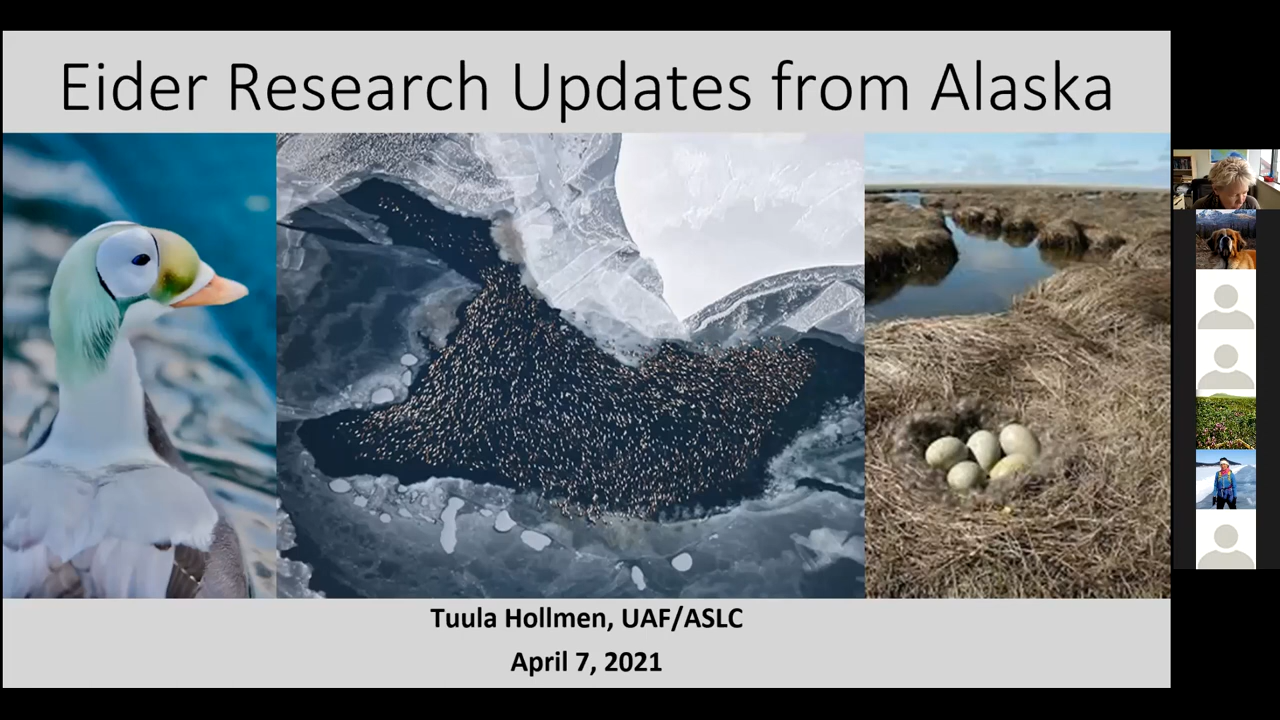 Eider Research Updates from Alaska
Tuula Hollmen, UAF/ASLC
April 7, 2021